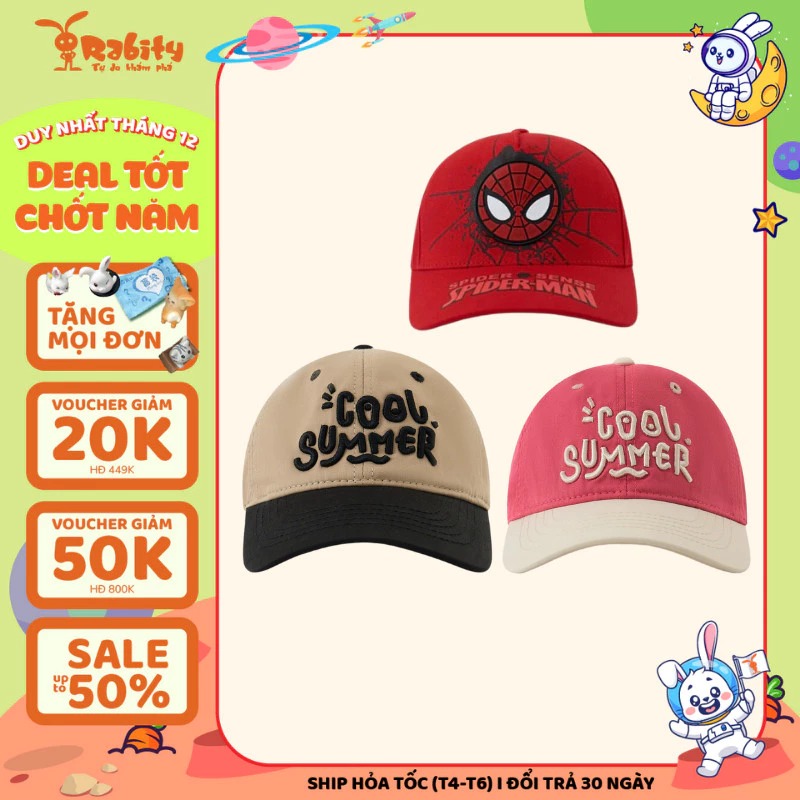 Rabity
Tự do khám phá
DUY NHẤT THÁNG 12
DEAL TỐT
CHỐT NĂM
TẶNG
MỌI ĐƠN
VOUCHER GIẢM
20K
HĐ 449K
VOUCHER GIẢM
50K
HĐ 800K
SALE
up to 50%
SPIDER SENSE
SPIDER-MAN
COOL
SUMMER
COOL
SUMMER
SHIP HỎA TỐC (T4-T6) I ĐỔI TRẢ 30 NGÀY